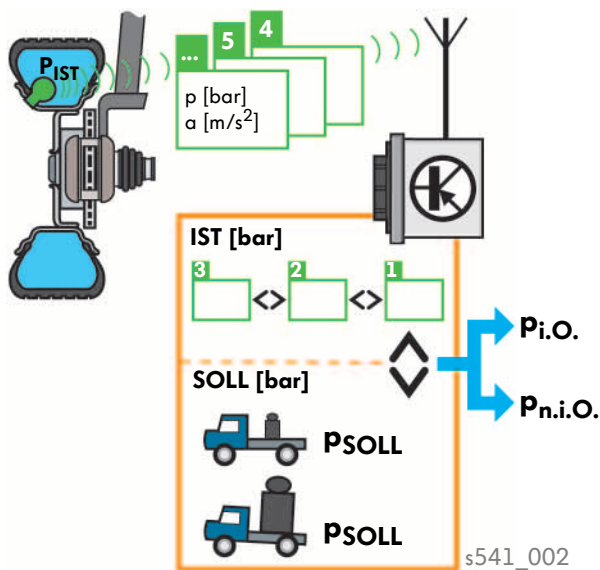 4
5
...
PIST
p [bar]
a [m/s²]
IST [bar]
3
2
1
<> <>
pi.O.
SOLL [bar]
pn.i.O.
pSOLL
pSOLL
s541_002